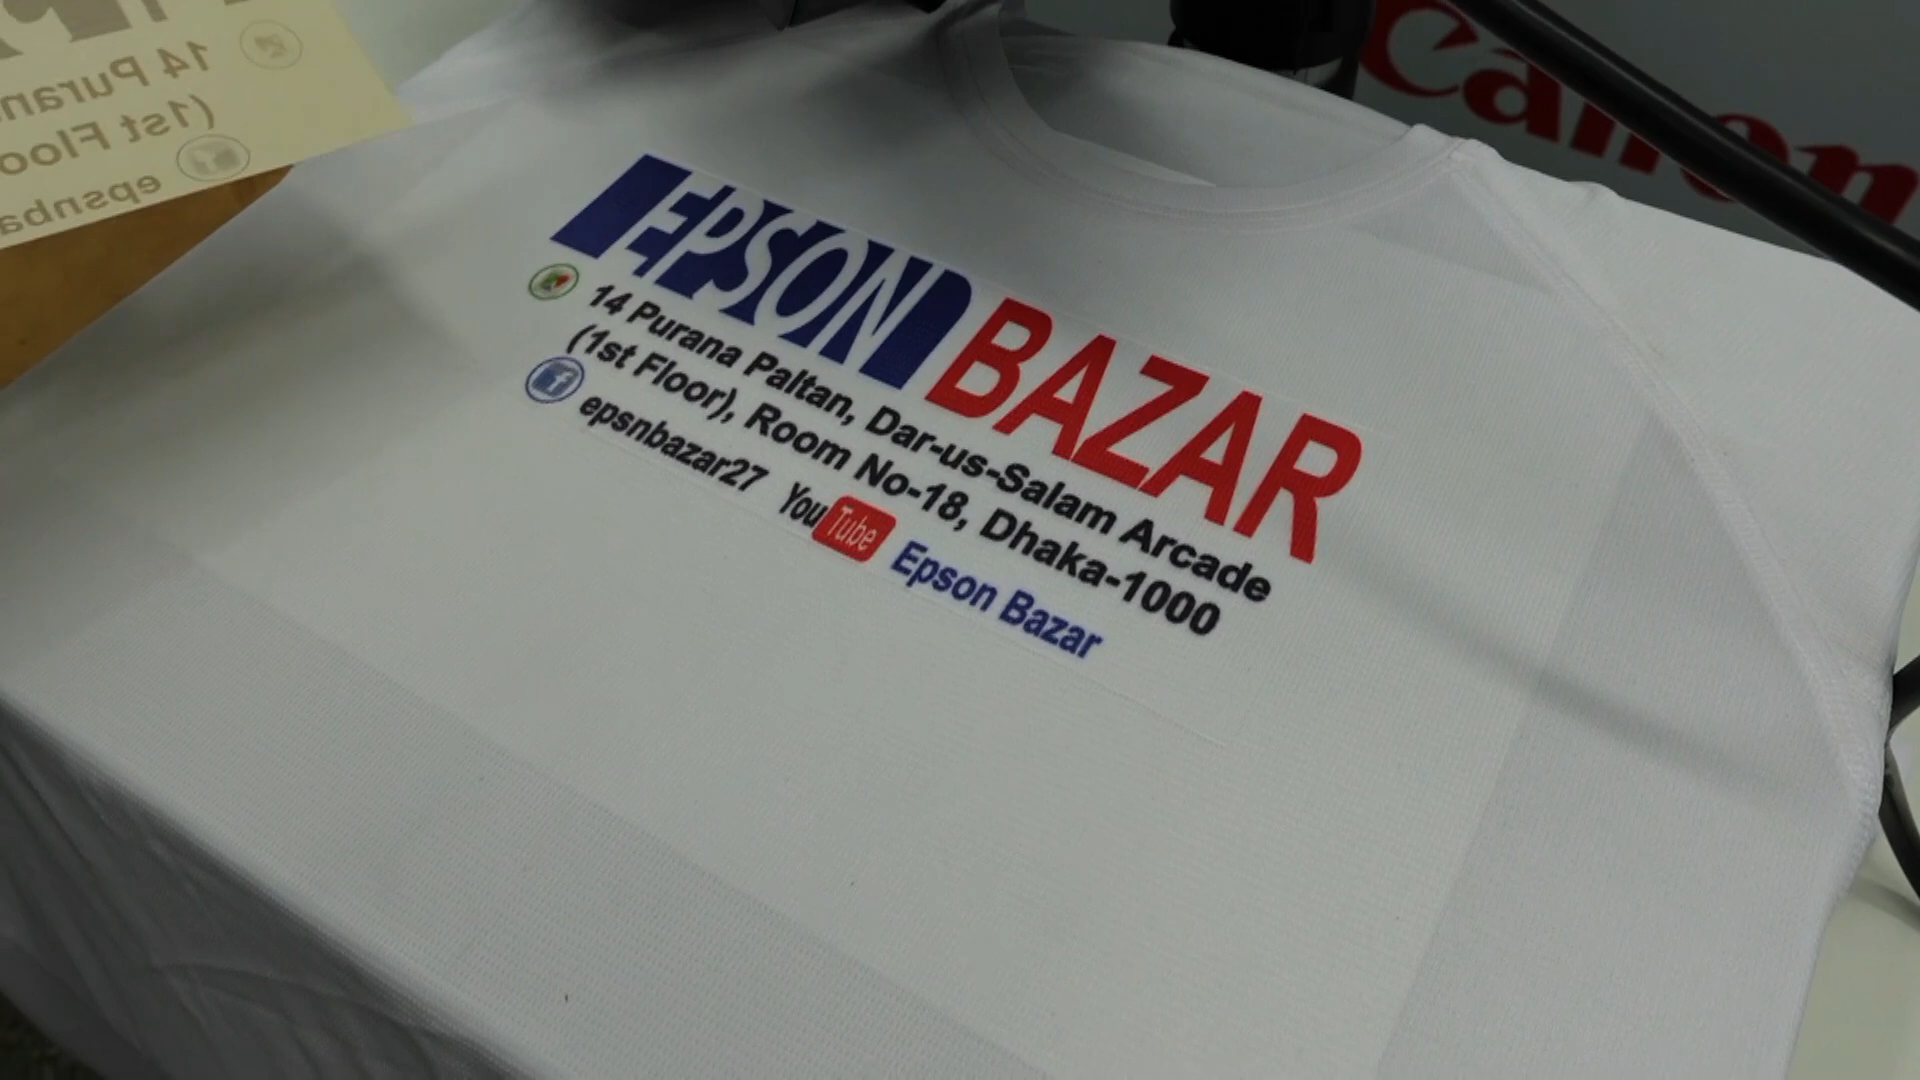 EPSON BAZAR
14 Purana Paltan, Dar-us-Salam Arcade
(1st Floor), Room No-18, Dhaka-1000
epsnbazar27 YouTube Epson Bazar
Canon
14 Puran
(1st Floo
epsnba